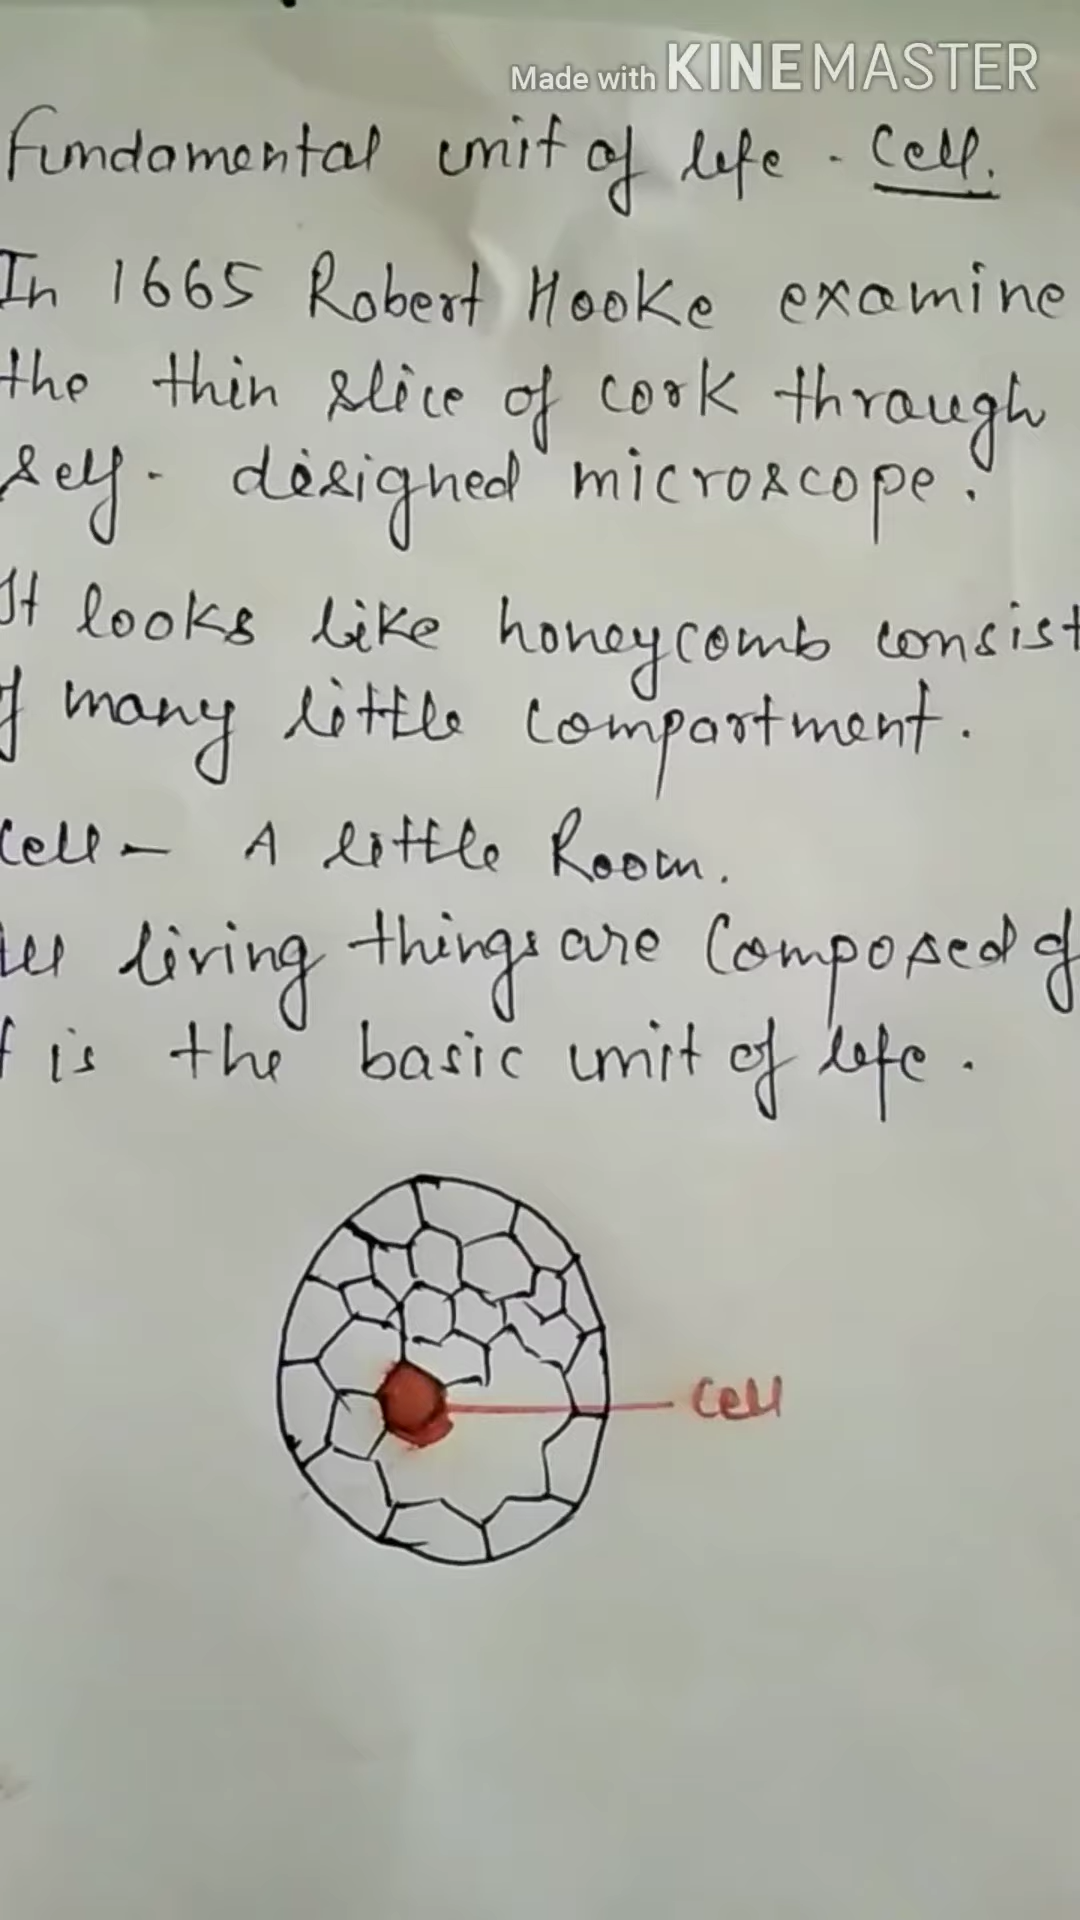 Made with KINEMASTER
Fundamental unit of life - Cell.
In 1665 Robert Hooke examine
the thin slice of cork through
self- designed microscope.
It looks like honeycomb consist
of many little compartment.
Cell - A little Room.
living things are Composed of
is the basic unit of life.
Cell